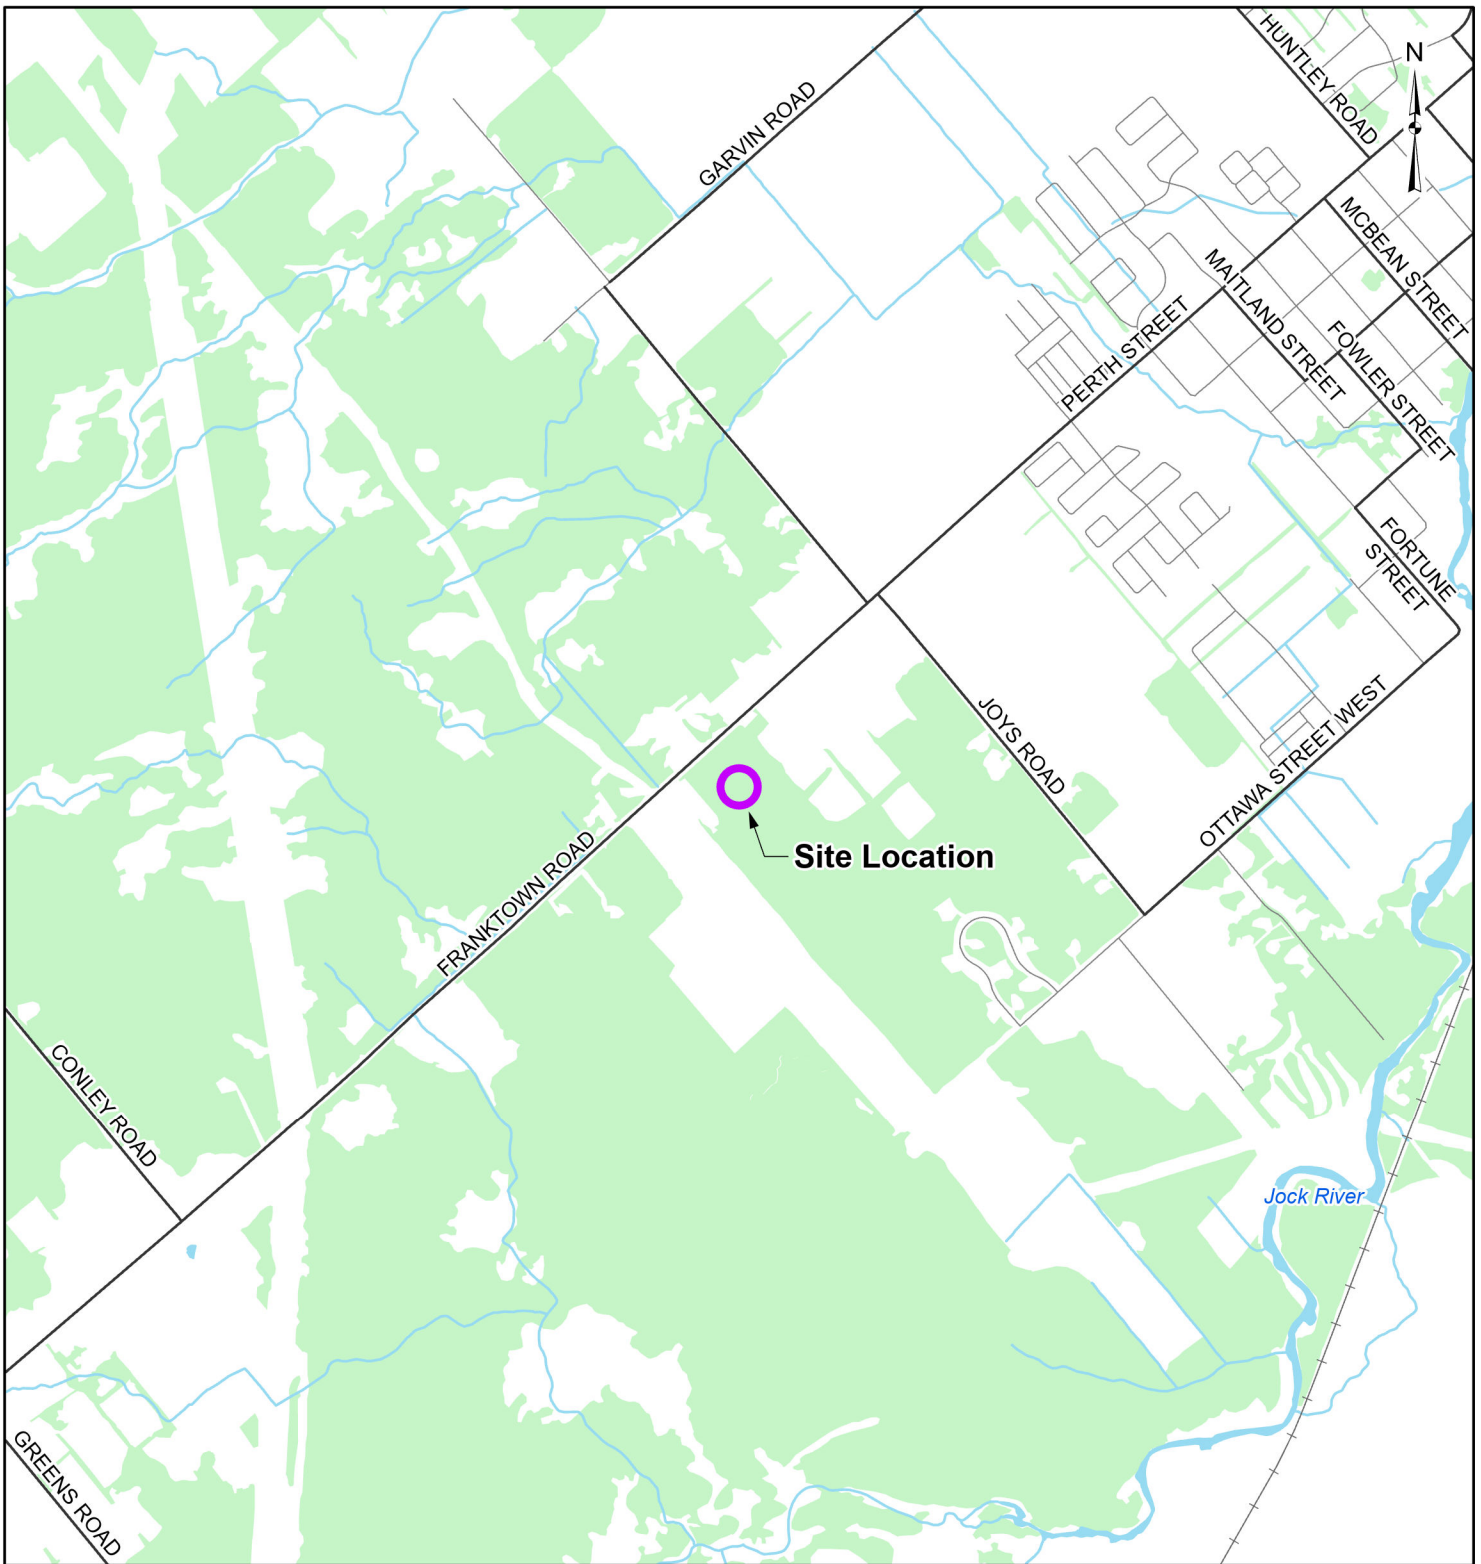 HUNTLEY ROAD
N
GARVIN ROAD
MCBEAN STREET
MAITLAND STREET
PERTH STREET
FOWLER STREET
FORTUNE
STREET
JOYS ROAD
OTTAWA STREET WEST
Site Location
FRANKTOWN ROAD
CONLEY ROAD
Jock River
GREENS ROAD